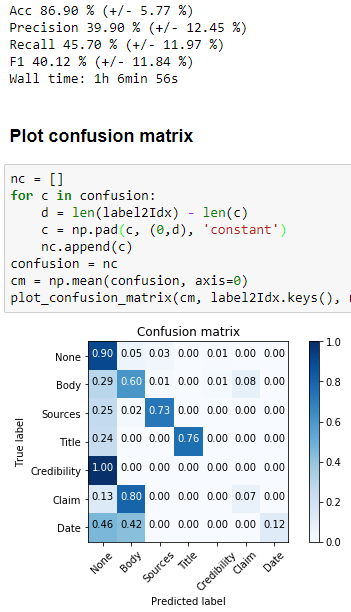 Acc 86.90 % (+/- 5.77 %)
Precision 39.90 % (+/- 12.45 %)
Recall 45.70 % (+/- 11.97 %)
F1 40.12 % (+/- 11.84 %)
Wall time: 1h 6min 56s
Plot confusion matrix
nc = []
for c in confusion:
    d = len(label2Idx) - len(c)
    c = np.pad(c, (0,d), 'constant')
    nc.append(c)
confusion = nc
cm = np.mean(confusion, axis=0)
plot_confusion_matrix(cm, label2Idx.keys(),
Confusion matrix
None 0.90 0.05 0.03 0.00 0.01 0.00 0.00
Body 0.29 0.60 0.01 0.00 0.01 0.08 0.00
Sources 0.25 0.02 0.73 0.00 0.00 0.00 0.00
Title 0.24 0.00 0.00 0.76 0.00 0.00 0.00
Credibility 1.00 0.00 0.00 0.00 0.00 0.00 0.00
Claim 0.13 0.80 0.00 0.00 0.00 0.07 0.00
Date 0.46 0.42 0.00 0.00 0.00 0.00 0.12
True label
None Body Sources Title Credibility Claim Date
Predicted label
1.0
0.8
0.6
0.4
0.2
0.0